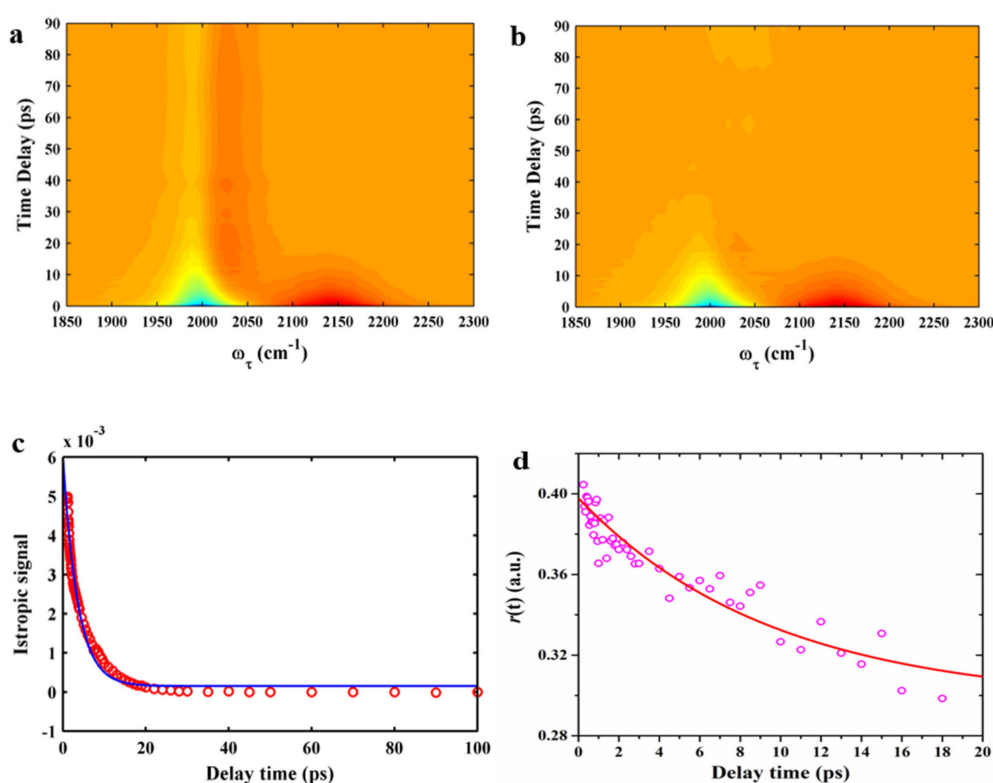 a
90
80
70
60
50
40
30
20
10
0
Time Delay (ps)
1850 1900 1950 2000 2050 2100 2150 2200 2250 2300
ωτ (cm-1)
b
90
80
70
60
50
40
30
20
10
0
Time Delay (ps)
1850 1900 1950 2000 2050 2100 2150 2200 2250 2300
ωτ (cm-1)
c
x 10-3
6
5
4
3
2
1
0
-1
Istropic signal
0 20 40 60 80 100
Delay time (ps)
d
0.40
0.36
0.32
0.28
r(t) (a.u.)
0 2 4 6 8 10 12 14 16 18 20
Delay time (ps)